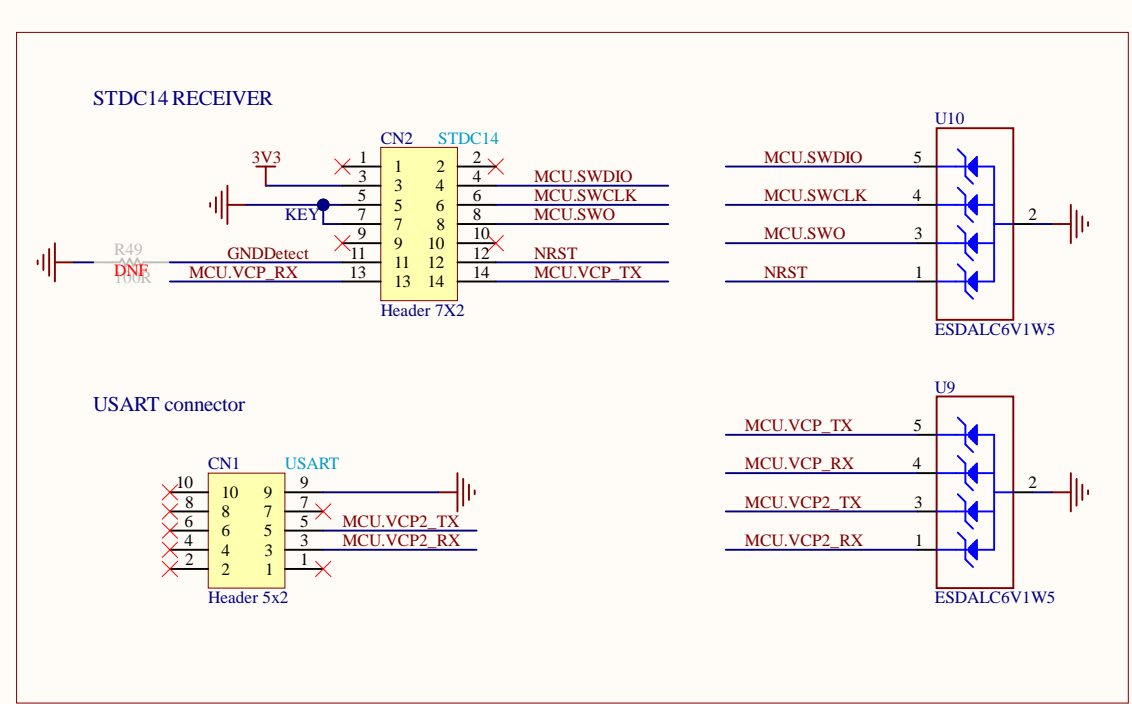 STDC14 RECEIVER
CN2 STDC14
3V3
1 1 2 2
3 3 4 4 MCU.SWDIO
5 5 6 6 MCU.SWCLK
KEY 7 7 8 8 MCU.SWO
9 9 10 10
R49 GNDDetect 11 11 12 12 NRST
DNF
100R
MCU.VCP_RX 13 13 14 14 MCU.VCP_TX
Header 7X2
U10
MCU.SWDIO 5
MCU.SWCLK 4
2
MCU.SWO 3
NRST 1
ESDALC6V1W5
USART connector
CN1 USART
10 10 9 9
8 8 7 7
6 6 5 5 MCU.VCP2_TX
4 4 3 3 MCU.VCP2_RX
2 2 1 1
Header 5x2
U9
MCU.VCP_TX 5
MCU.VCP_RX 4
2
MCU.VCP2_TX 3
MCU.VCP2_RX 1
ESDALC6V1W5